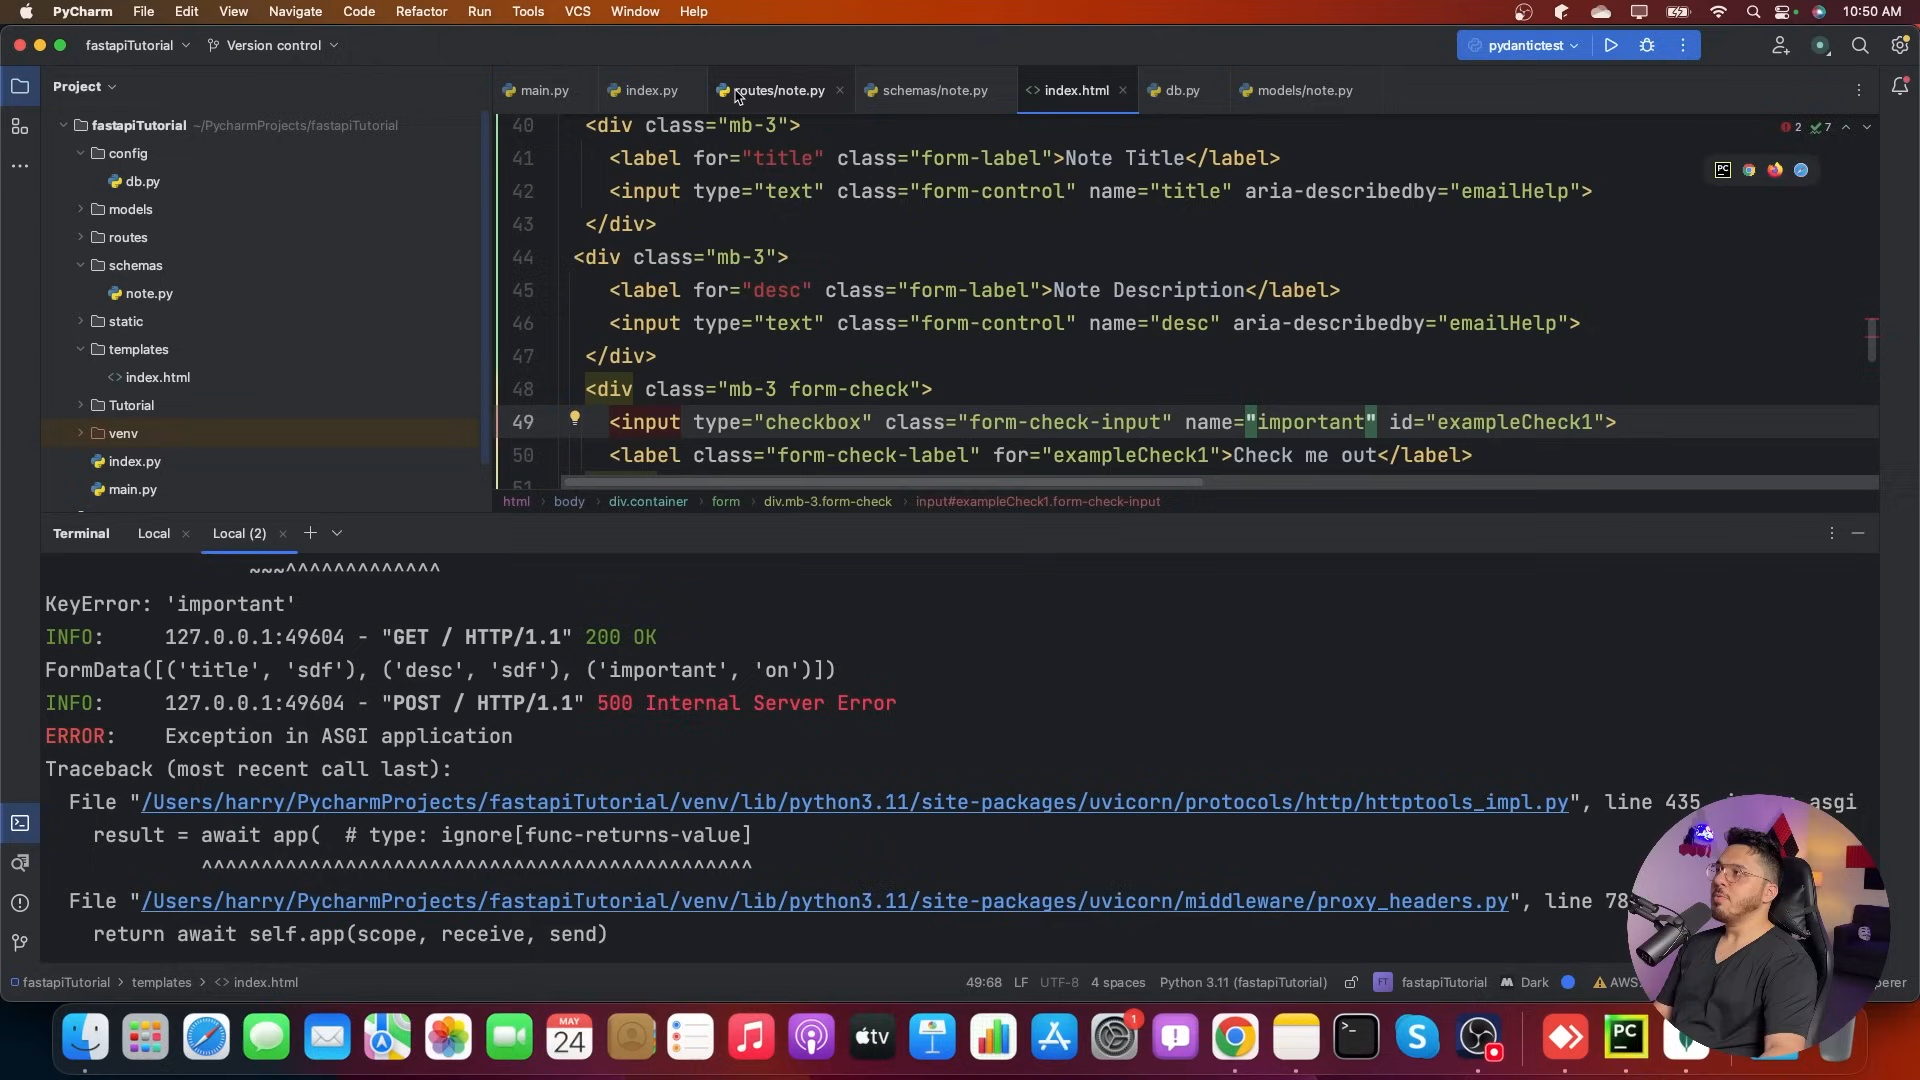 PyCharm File Edit View Navigate Code Refactor Run Tools VCS Window Help 10:50 AM
fastapiTutorial Version control pydantictest
Project main.py index.py routes/note.py schemas/note.py <> index.html db.py models/note.py
fastapiTutorial ~/PycharmProjects/fastapiTutorial
config
db.py
models
routes
schemas
note.py
static
templates
<> index.html
Tutorial
venv
index.py
main.py
2 7
40 <div class="mb-3">
41 <label for="title" class="form-label">Note Title</label>
42 <input type="text" class="form-control" name="title" aria-describedby="emailHelp">
43 </div>
44 <div class="mb-3">
45 <label for="desc" class="form-label">Note Description</label>
46 <input type="text" class="form-control" name="desc" aria-describedby="emailHelp">
47 </div>
48 <div class="mb-3 form-check">
49 <input type="checkbox" class="form-check-input" name="important" id="exampleCheck1">
50 <label class="form-check-label" for="exampleCheck1">Check me out</label>
51
html body div.container form div.mb-3.form-check input#exampleCheck1.form-check-input
Terminal Local Local (2)
~~~^^^^^^^^^^^^^
KeyError: 'important'
INFO: 127.0.0.1:49604 - "GET / HTTP/1.1" 200 OK
FormData([('title', 'sdf'), ('desc', 'sdf'), ('important', 'on')])
INFO: 127.0.0.1:49604 - "POST / HTTP/1.1" 500 Internal Server Error
ERROR: Exception in ASGI application
Traceback (most recent call last):
File "/Users/harry/PycharmProjects/fastapiTutorial/venv/lib/python3.11/site-packages/uvicorn/protocols/http/httptools_impl.py", line 435, asgi
result = await app( # type: ignore[func-returns-value]
^^^^^^^^^^^^^^^^^^^^^^^^^^^^^^^^^^^^^^^^^^^^^^
File "/Users/harry/PycharmProjects/fastapiTutorial/venv/lib/python3.11/site-packages/uvicorn/middleware/proxy_headers.py", line 78
return await self.app(scope, receive, send)
fastapiTutorial templates <> index.html 49:68 LF UTF-8 4 spaces Python 3.11 (fastapiTutorial) FT fastapiTutorial Dark AWS
MAY
24
tv
1
PC